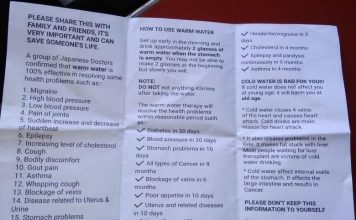 PLEASE SHARE THIS WITH
FAMILY AND FRIENDS, IT'S
VERY IMPORTANT AND CAN
SAVE SOMEONE'S LIFE.
A group of Japanese Doctors
confirmed that warm water is
100% effective in resolving some
health problems such as:
1. Migraine
2. High blood pressure
3. Low blood pressure
4. Pain of joints
5. Sudden increase and decrease
of heartbeat
6. Epilepsy
7. Increasing level of cholesterol
8. Cough
9. Bodily discomfort
10. Gout pain
11. Asthma
12. Whopping cough
13. Blockage of veins
14. Disease related to Uterus &
Urine
15. Stomach problems
HOW TO USE WARM WATER
Get up early in the morning and
drink approximately 2 glasses of
warm water when the stomach
is empty. You may not be able to
make 2 glasses at the beginning
but slowly you will.
NOTE:
DO NOT eat anything 45mins
after taking the water.
The warm water therapy will
resolve the health problems
within reasonable period such
as:-
✓ Diabetes in 30 days
✓ Blood pressure in 30 days
✓ Stomach problems in 10
days
✓ All types of Cancer in 9
months
✓ Blockage of veins in 6
months
✓ Poor appetite in 10 days
✓ Uterus and related diseases
in 10 days
✓ Headache/migraine in 3
days
✓ Cholesterol in 4 months
✓ Epilepsy and paralysis
continuously in 9 months
✓ Asthma in 4 months
COLD WATER IS BAD FOR YOU!!
If cold water does not affect you
at young age, it will harm you at
old age.
* Cold water closes 4 veins
of the heart and causes heart
attack. Cold drinks are main
reason for heart attack.
*It also creates problems in the
liver. It makes fat stuck with liver.
Most people waiting for liver
transplant are victims of cold
water drinking.
* Cold water affect internal walls
of the stomach. It affects the
large intestine and results in
Cancer.
PLEASE DON'T KEEP THIS
INFORMATION TO YOURSELF